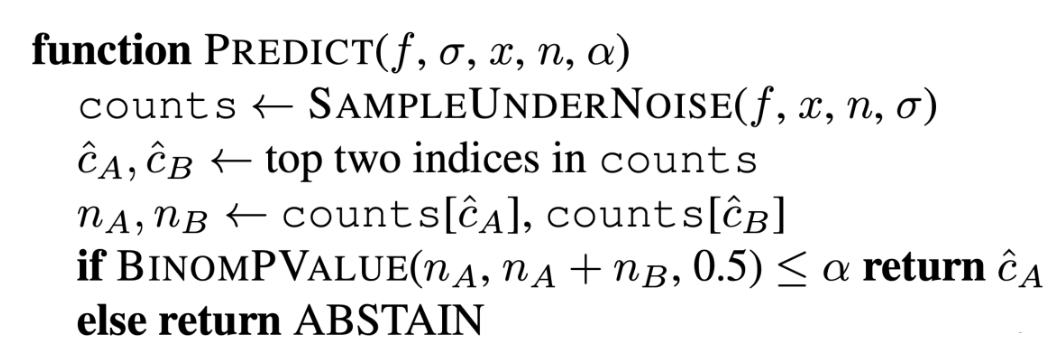 function PREDICT(f, σ, x, n, α)
counts ← SAMPLEUNDERNOISE(f, x, n, σ)
ĉ_A, ĉ_B ← top two indices in counts
n_A, n_B ← counts[ĉ_A], counts[ĉ_B]
if BINOMPVALUE(n_A, n_A + n_B, 0.5) ≤ α return ĉ_A
else return ABSTAIN